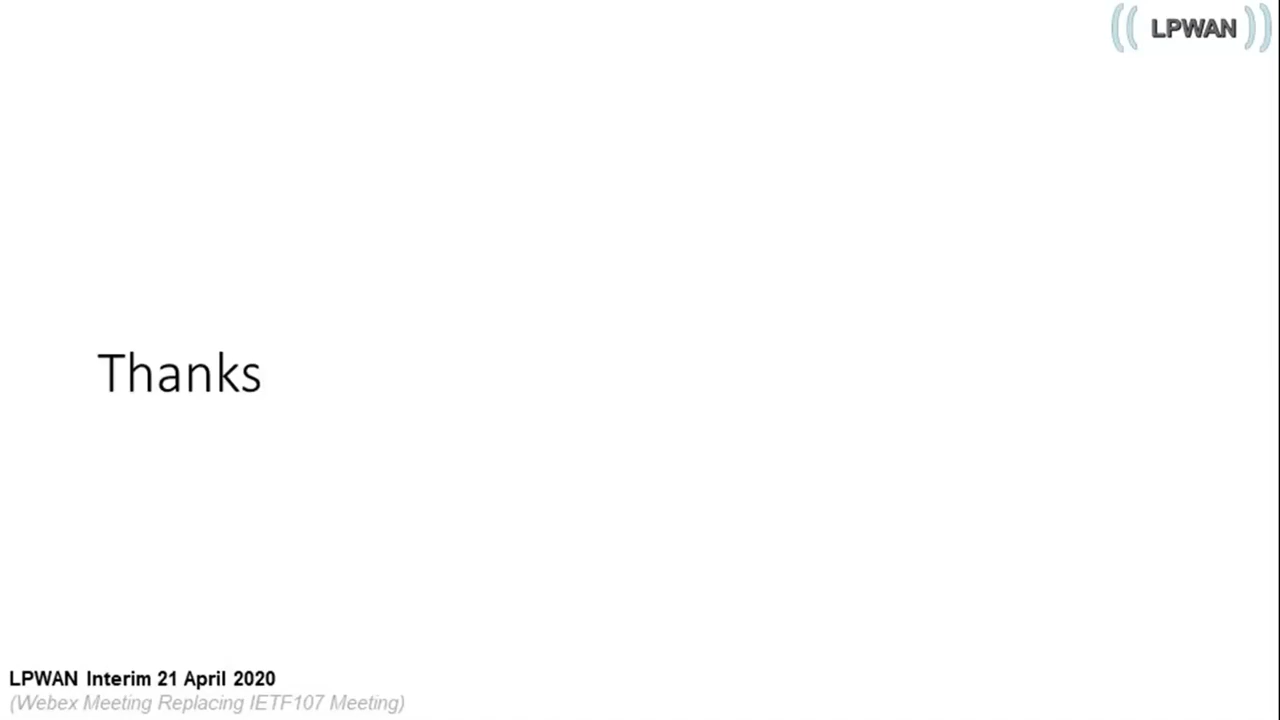 LPWAN
Thanks
LPWAN Interim 21 April 2020
(Webex Meeting Replacing IETF107 Meeting)